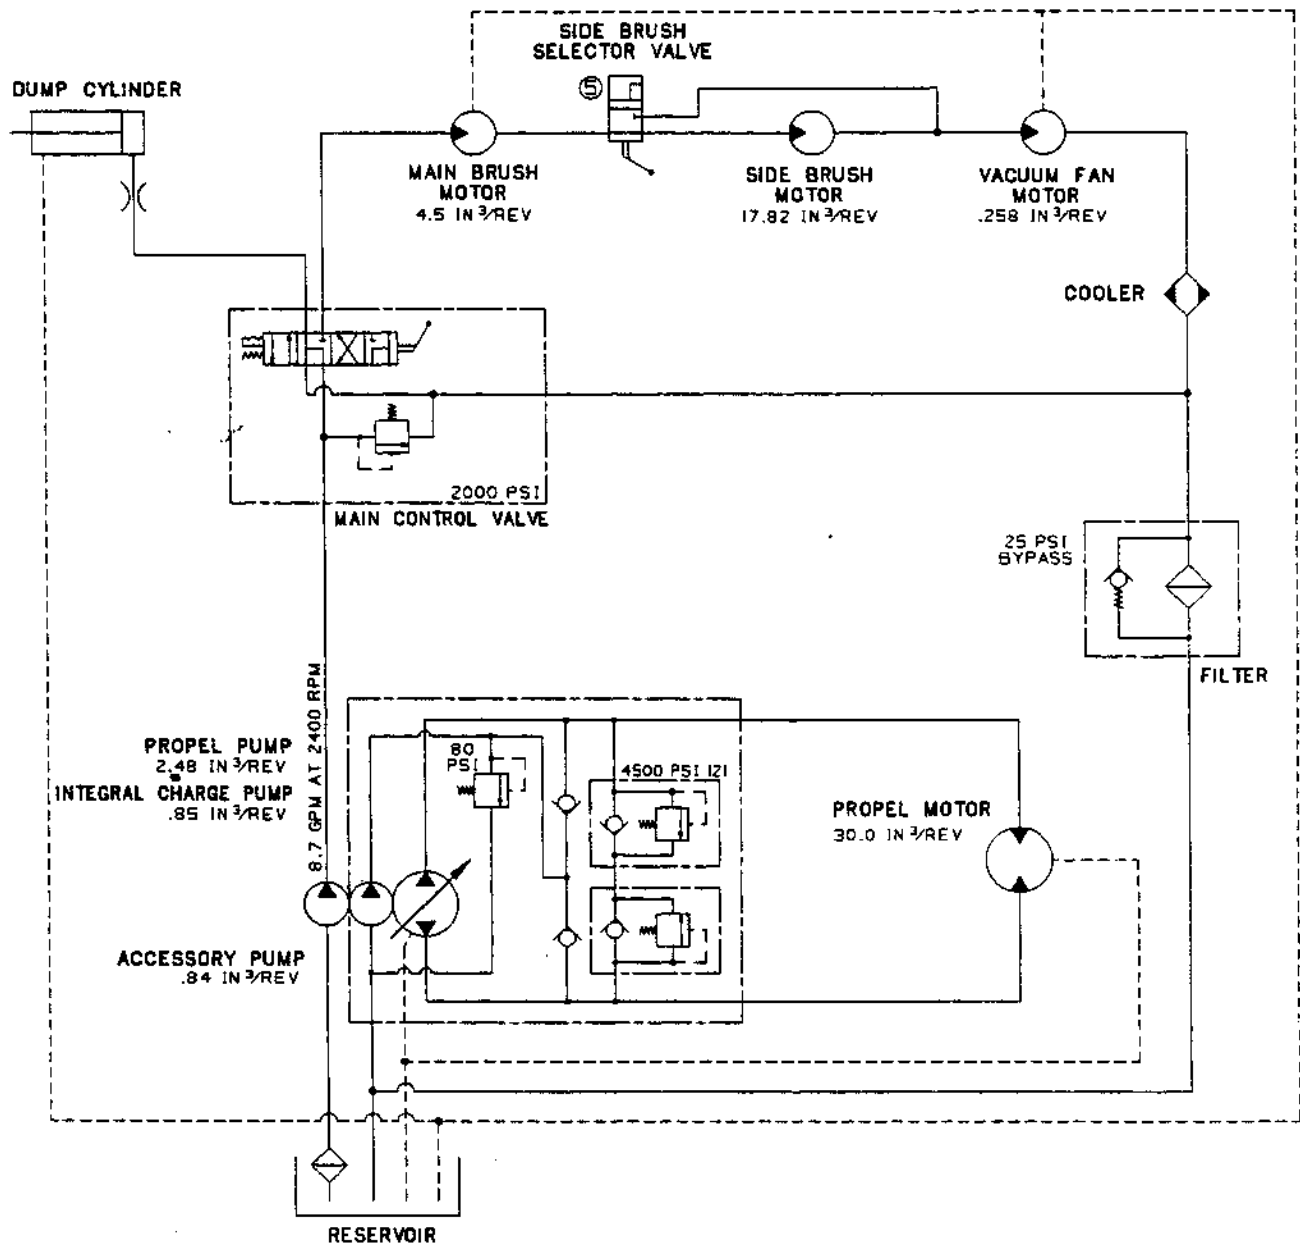 SIDE BRUSH
SELECTOR VALVE
DUMP CYLINDER
5
MAIN BRUSH
MOTOR
4.5 IN³/REV
SIDE BRUSH
MOTOR
17.82 IN³/REV
VACUUM FAN
MOTOR
.258 IN³/REV
COOLER
2000 PSI
MAIN CONTROL VALVE
25 PSI
BYPASS
FILTER
8.7 GPM AT 2400 RPM
PROPEL PUMP
2.48 IN³/REV
INTEGRAL CHARGE PUMP
.85 IN³/REV
80
PSI
4500 PSI (2)
PROPEL MOTOR
30.0 IN³/REV
ACCESSORY PUMP
.84 IN³/REV
RESERVOIR